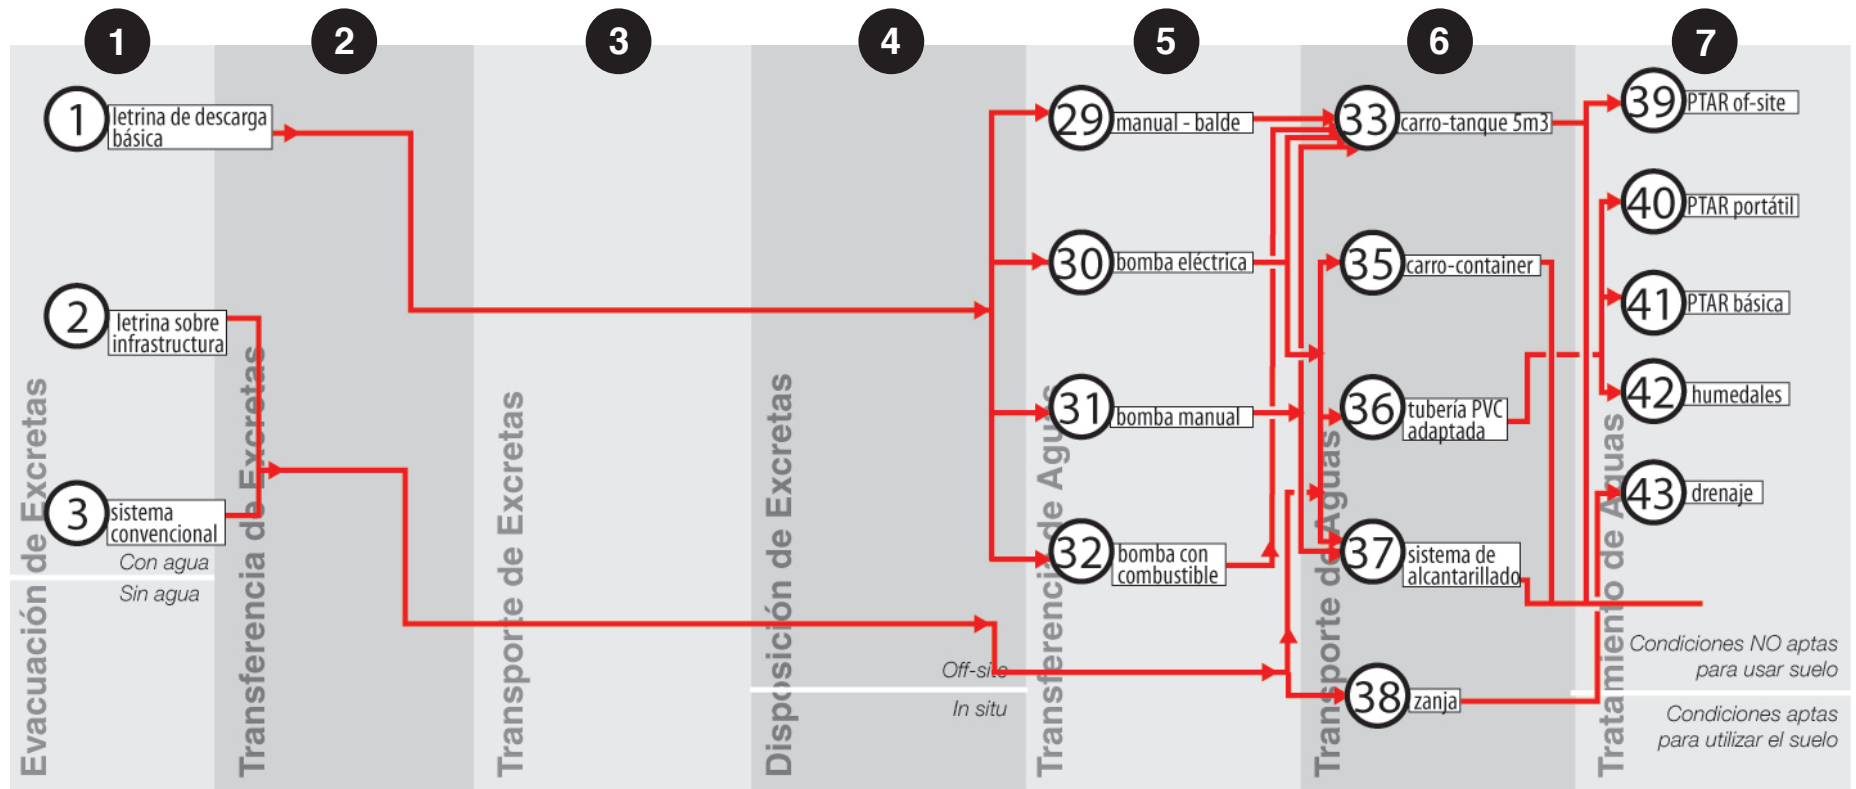 1
2
3
4
5
6
7
1
letrina de descarga
básica
2
letrina sobre
infrastructura
3
sistema
convencional
Con agua
Sin agua
Evacuación de Excretas
Transferencia de Excretas
Transporte de Excretas
Disposición de Excretas
Off-site
In situ
29
manual - balde
30
bomba eléctrica
31
bomba manual
32
bomba con
combustible
Transferencia de Aguas
33
carro-tanque 5m3
35
carro-container
36
tubería PVC
adaptada
37
sistema de
alcantarillado
38
zanja
Transporte de Aguas
39
PTAR of-site
40
PTAR portátil
41
PTAR básica
42
humedales
43
drenaje
Tratamiento de Aguas
Condiciones NO aptas
para usar suelo
Condiciones aptas
para utilizar el suelo